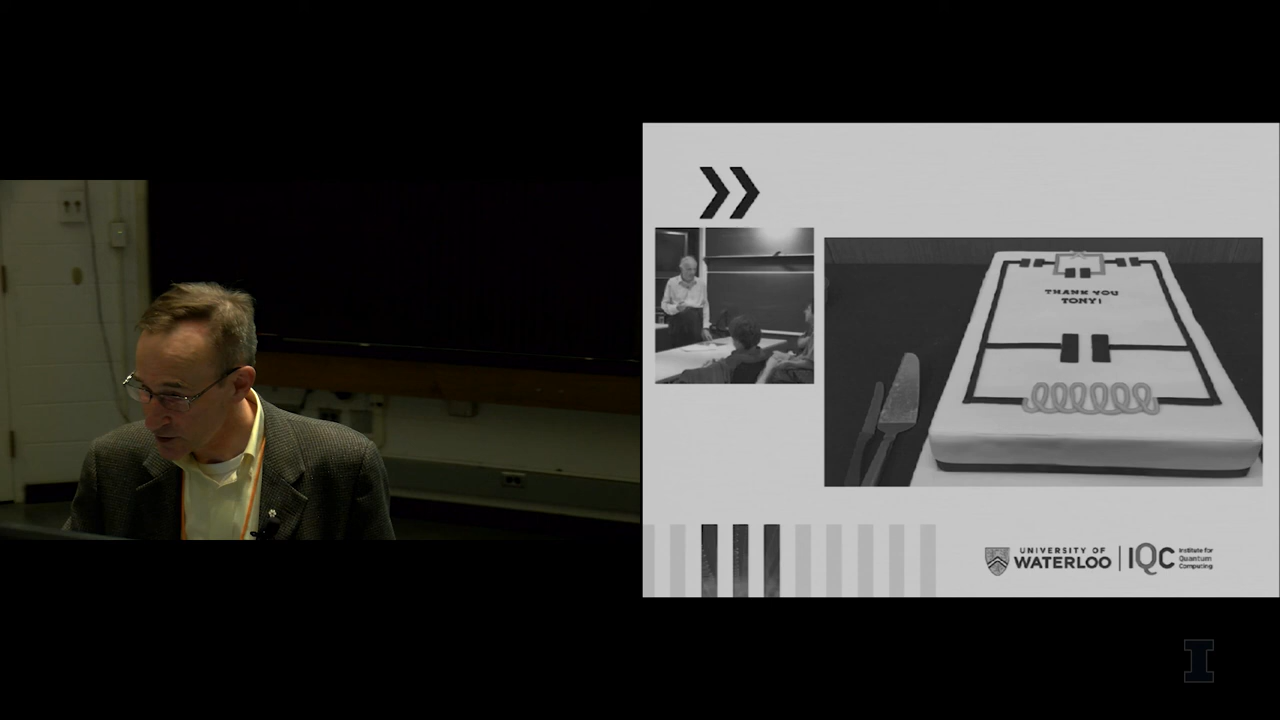 THANK YOU
TONY!
UNIVERSITY OF
WATERLOO
IQC
Institute for
Quantum
Computing
I